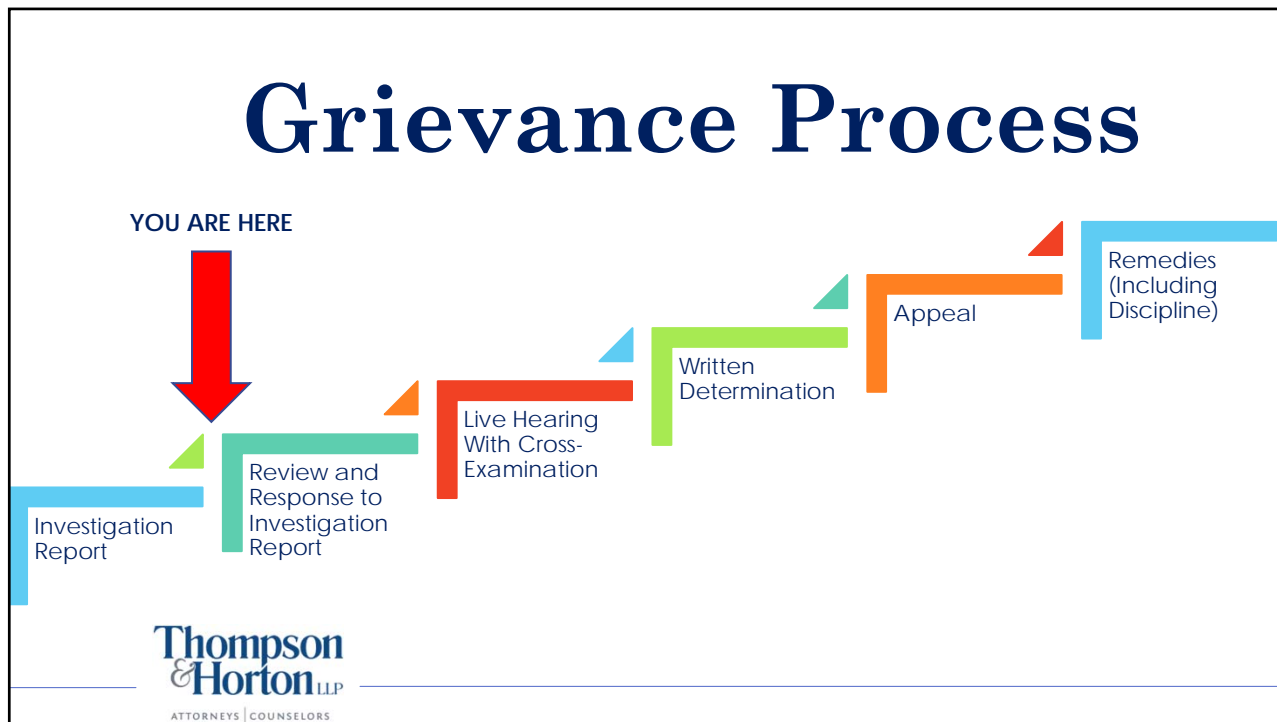 Grievance Process
YOU ARE HERE
Investigation
Report
Review and
Response to
Investigation
Report
Live Hearing
With Cross-
Examination
Written
Determination
Appeal
Remedies
(Including
Discipline)
Thompson
&Horton LLP
ATTORNEYS | COUNSELORS